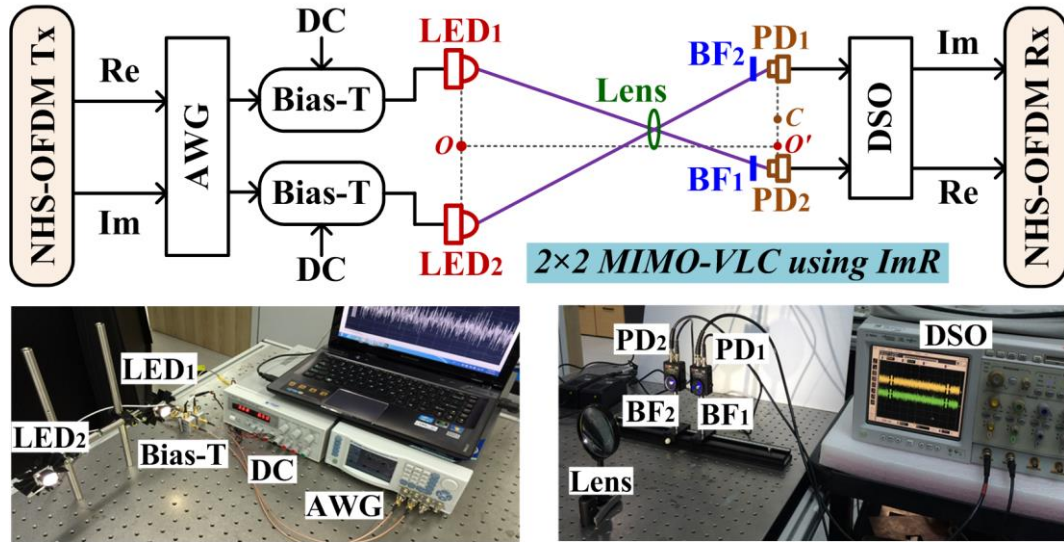 NHS-OFDM Tx
Re
Im
AWG
DC
Bias-T
Bias-T
DC
LED1
O
LED2
Lens
BF2
PD1
C
O'
BF1
PD2
DSO
Im
Re
NHS-OFDM Rx
2×2 MIMO-VLC using ImR
LED1
LED2
Bias-T
DC
AWG
PD2
PD1
BF2
BF1
Lens
DSO